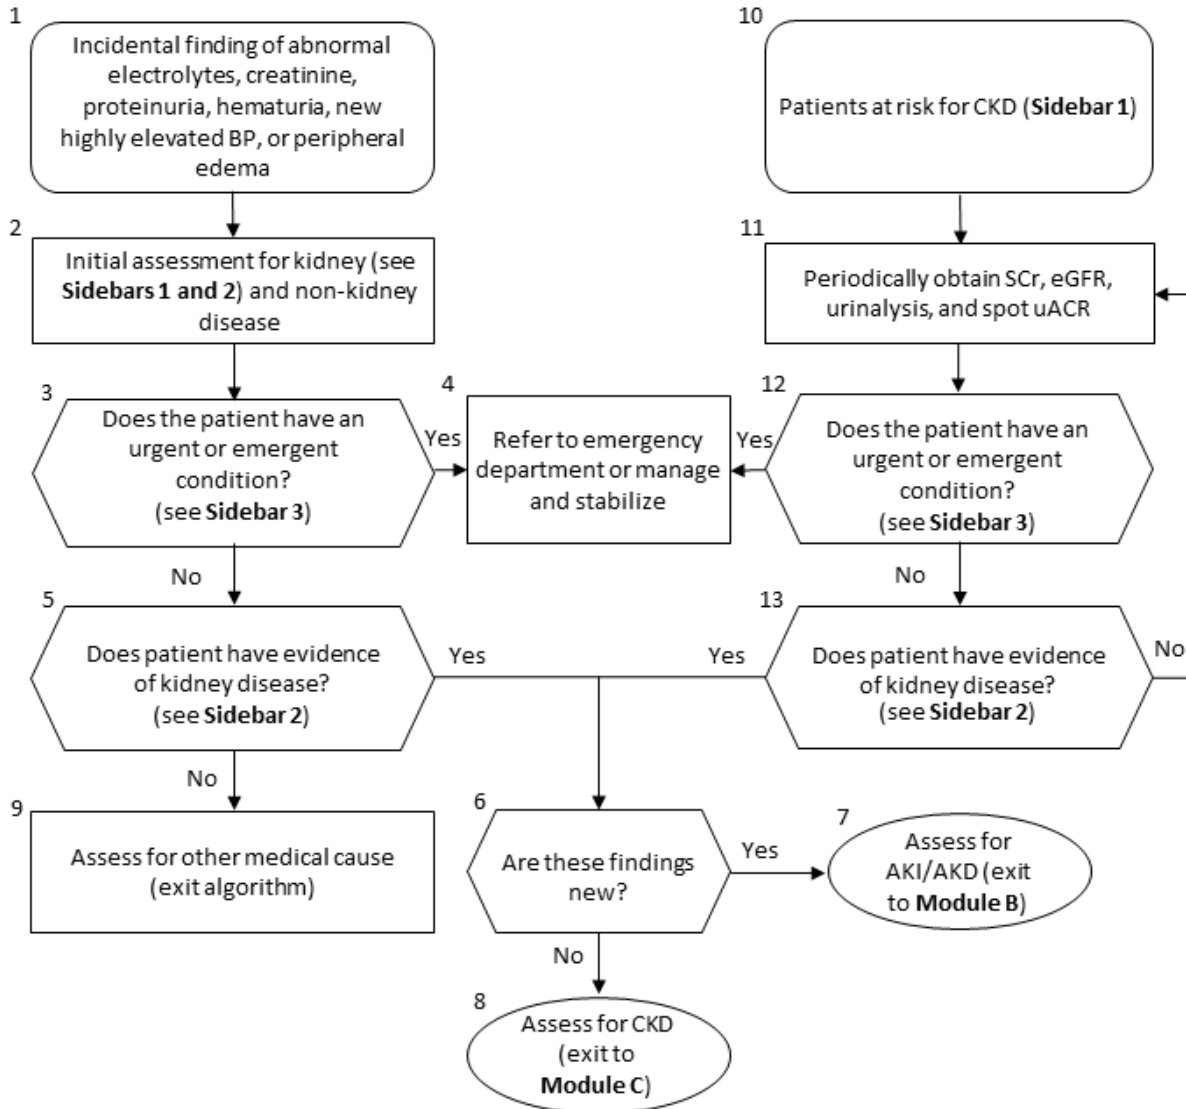 1
Incidental finding of abnormal
electrolytes, creatinine,
proteinuria, hematuria, new
highly elevated BP, or peripheral
edema
2
Initial assessment for kidney (see
Sidebars 1 and 2) and non-kidney
disease
3
Does the patient have an
urgent or emergent
condition?
(see Sidebar 3)
Yes
No
4
Refer to emergency
department or manage
and stabilize
5
Does patient have evidence
of kidney disease?
(see Sidebar 2)
Yes
No
9
Assess for other medical cause
(exit algorithm)
10
Patients at risk for CKD (Sidebar 1)
11
Periodically obtain SCr, eGFR,
urinalysis, and spot uACR
12
Yes
Does the patient have an
urgent or emergent
condition?
(see Sidebar 3)
No
13
Yes
Does patient have evidence
of kidney disease?
(see Sidebar 2)
No
6
Are these findings
new?
Yes
No
7
Assess for
AKI/AKD (exit
to Module B)
8
Assess for CKD
(exit to
Module C)